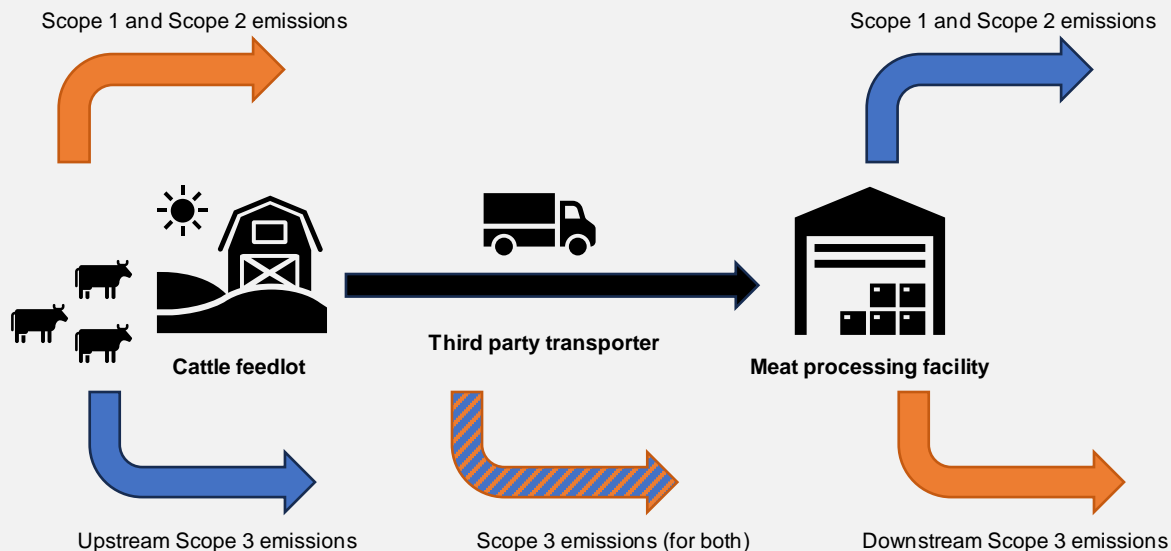 Scope 1 and Scope 2 emissions
Scope 1 and Scope 2 emissions
Third party transporter
Cattle feedlot
Meat processing facility
Upstream Scope 3 emissions
Scope 3 emissions (for both)
Downstream Scope 3 emissions